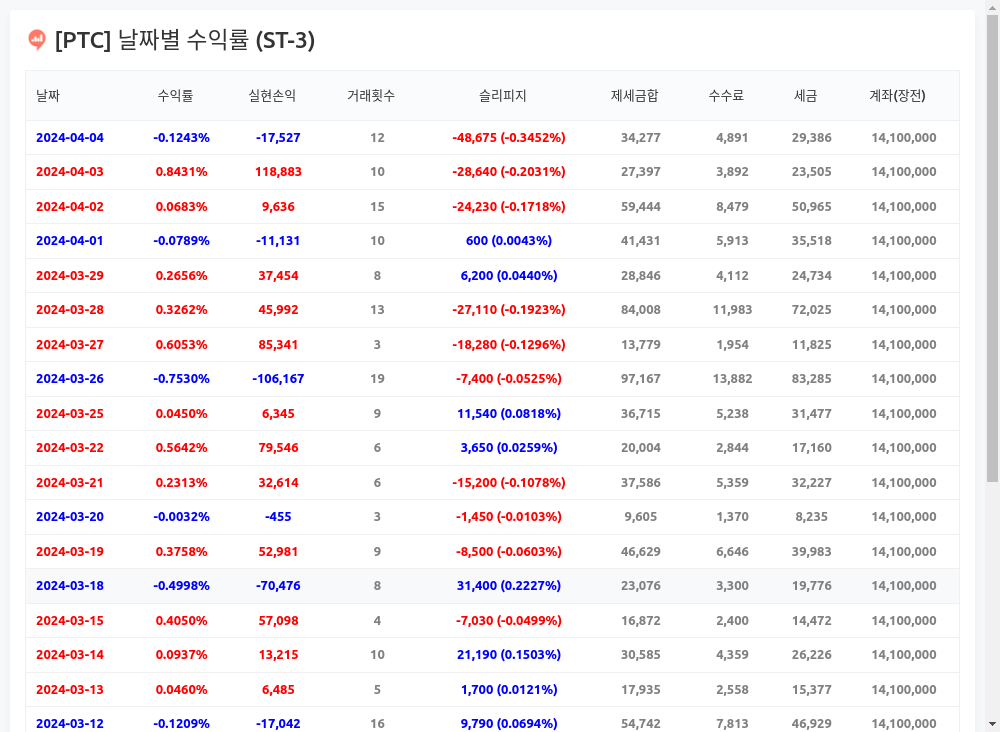 [PTC] 날짜별 수익률 (ST-3)
날짜 수익률 실현손익 거래횟수 슬리피지 제세금합 수수료 세금 계좌(장전)
2024-04-04 -0.1243% -17,527 12 -48,675 (-0.3452%) 34,277 4,891 29,386 14,100,000
2024-04-03 0.8431% 118,883 10 -28,640 (-0.2031%) 27,397 3,892 23,505 14,100,000
2024-04-02 0.0683% 9,636 15 -24,230 (-0.1718%) 59,444 8,479 50,965 14,100,000
2024-04-01 -0.0789% -11,131 10 600 (0.0043%) 41,431 5,913 35,518 14,100,000
2024-03-29 0.2656% 37,454 8 6,200 (0.0440%) 28,846 4,112 24,734 14,100,000
2024-03-28 0.3262% 45,992 13 -27,110 (-0.1923%) 84,008 11,983 72,025 14,100,000
2024-03-27 0.6053% 85,341 3 -18,280 (-0.1296%) 13,779 1,954 11,825 14,100,000
2024-03-26 -0.7530% -106,167 19 -7,400 (-0.0525%) 97,167 13,882 83,285 14,100,000
2024-03-25 0.0450% 6,345 9 11,540 (0.0818%) 36,715 5,238 31,477 14,100,000
2024-03-22 0.5642% 79,546 6 3,650 (0.0259%) 20,004 2,844 17,160 14,100,000
2024-03-21 0.2313% 32,614 6 -15,200 (-0.1078%) 37,586 5,359 32,227 14,100,000
2024-03-20 -0.0032% -455 3 -1,450 (-0.0103%) 9,605 1,370 8,235 14,100,000
2024-03-19 0.3758% 52,981 9 -8,500 (-0.0603%) 46,629 6,646 39,983 14,100,000
2024-03-18 -0.4998% -70,476 8 31,400 (0.2227%) 23,076 3,300 19,776 14,100,000
2024-03-15 0.4050% 57,098 4 -7,030 (-0.0499%) 16,872 2,400 14,472 14,100,000
2024-03-14 0.0937% 13,215 10 21,190 (0.1503%) 30,585 4,359 26,226 14,100,000
2024-03-13 0.0460% 6,485 5 1,700 (0.0121%) 17,935 2,558 15,377 14,100,000
2024-03-12 -0.1209% -17,042 16 9,790 (0.0694%) 54,742 7,813 46,929 14,100,000